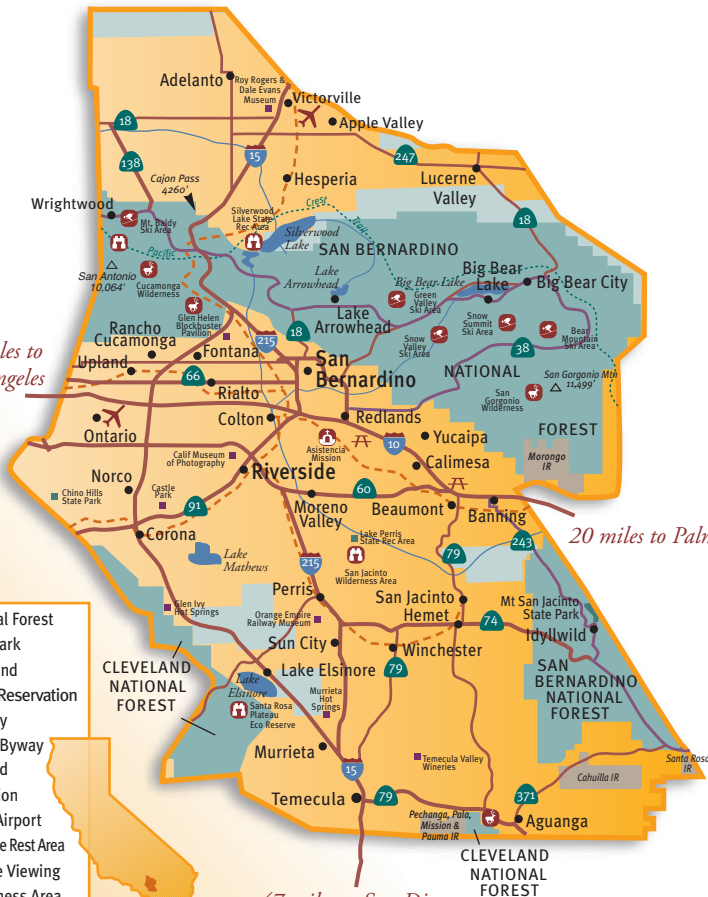 Adelanto
Roy Rogers &
Dale Evans
Museum
Victorville
Apple Valley
18
138
15
247
Cajon Pass
4260'
Hesperia
Lucerne
Valley
Wrightwood
Mt. Baldy
Ski Area
Silverwood
Lake State
Rec Area
Crest
Trail
Pacific
Silverwood
Lake
18
SAN BERNARDINO
San Antonio
10,064'
Cucamonga
Wilderness
Lake
Arrowhead
Big Bear Lake
Big Bear
Lake
Big Bear City
Green
Valley
Ski Area
Glen Helen
Blockbuster
Pavilion
Lake
Arrowhead
Snow
Summit
Ski Area
Bear
Mountain
Ski Area
Snow
Valley
Ski Area
Rancho
Cucamonga
Fontana
215
18
38
Upland
66
Rialto
San
Bernardino
NATIONAL
San Gorgonio Mtn
11,499'
San
Gorgonio
Wilderness
les to
ngeles
Colton
Redlands
FOREST
Ontario
Asistencia
Mission
10
Yucaipa
Calimesa
Morongo
IR
Calif Museum
of Photography
Riverside
Norco
Castle
Park
Chino Hills
State Park
91
60
Moreno
Valley
Beaumont
Banning
20 miles to Palm
Corona
Lake
Mathews
Lake Perris
State Rec Area
215
San Jacinto
Wilderness Area
79
243
Perris
San Jacinto
Hemet
Mt San Jacinto
State Park
Glen Ivy
Hot Springs
Orange Empire
Railway Museum
74
Idyllwild
Sun City
Winchester
CLEVELAND
NATIONAL
FOREST
Lake Elsinore
Lake
Elsinore
79
SAN
BERNARDINO
NATIONAL
FOREST
Santa Rosa
Plateau
Eco Reserve
Murrieta
Hot
Springs
Murrieta
15
Temecula Valley
Wineries
Santa Rosa
IR
Cahuilla IR
Temecula
79
371
Pechanga, Pala,
Mission &
Pauma IR
Aguanga
CLEVELAND
NATIONAL
FOREST
al Forest
ark
nd
Reservation
y
Byway
d
ion
Airport
e Rest Area
e Viewing
ness Area